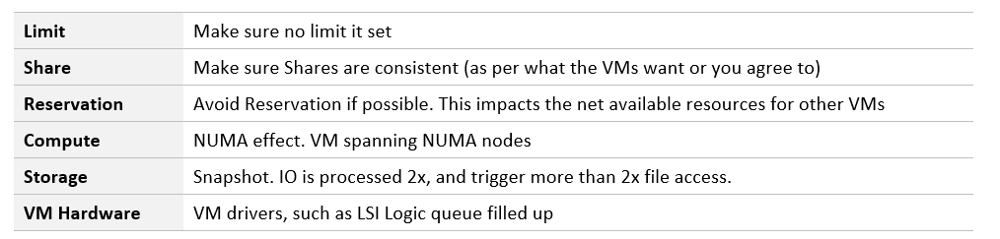 Limit Make sure no limit it set
Share Make sure Shares are consistent (as per what the VMs want or you agree to)
Reservation Avoid Reservation if possible. This impacts the net available resources for other VMs
Compute NUMA effect. VM spanning NUMA nodes
Storage Snapshot. IO is processed 2x, and trigger more than 2x file access.
VM Hardware VM drivers, such as LSI Logic queue filled up